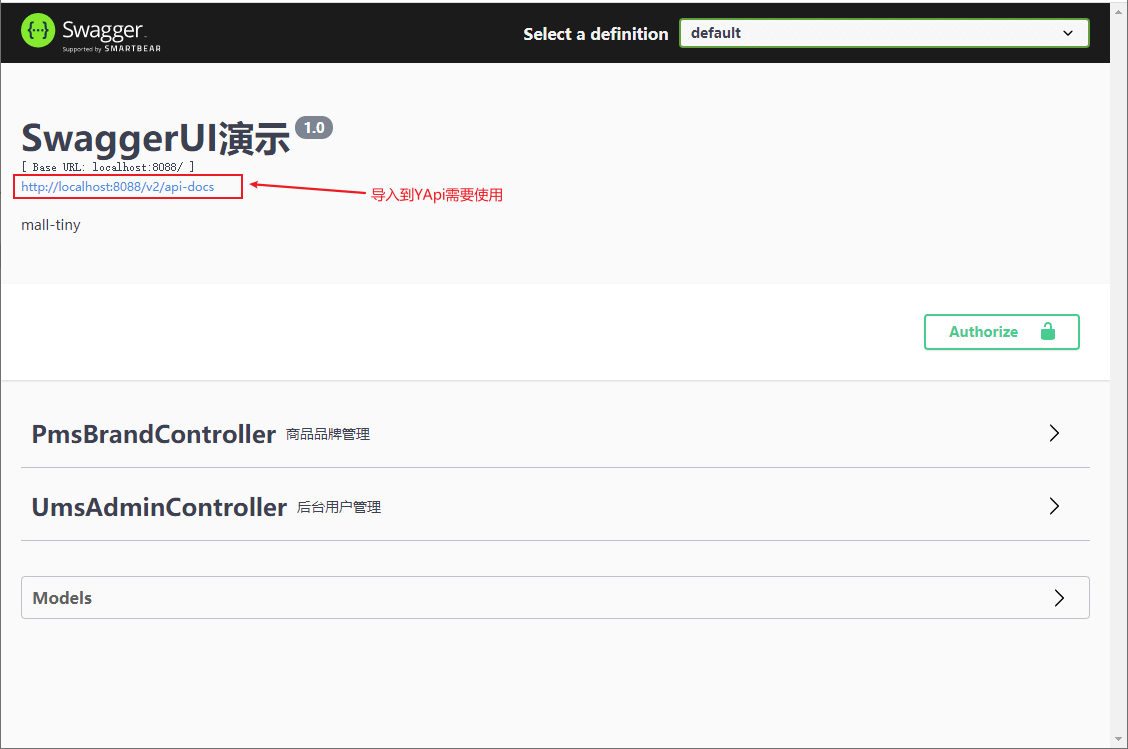 Swagger
Supported by SMARTBEAR
Select a definition
default
SwaggerUI演示 1.0
[ Base URL: localhost:8088/ ]
http://localhost:8088/v2/api-docs
导入到YApi需要使用
mall-tiny
Authorize
PmsBrandController 商品品牌管理
UmsAdminController 后台用户管理
Models